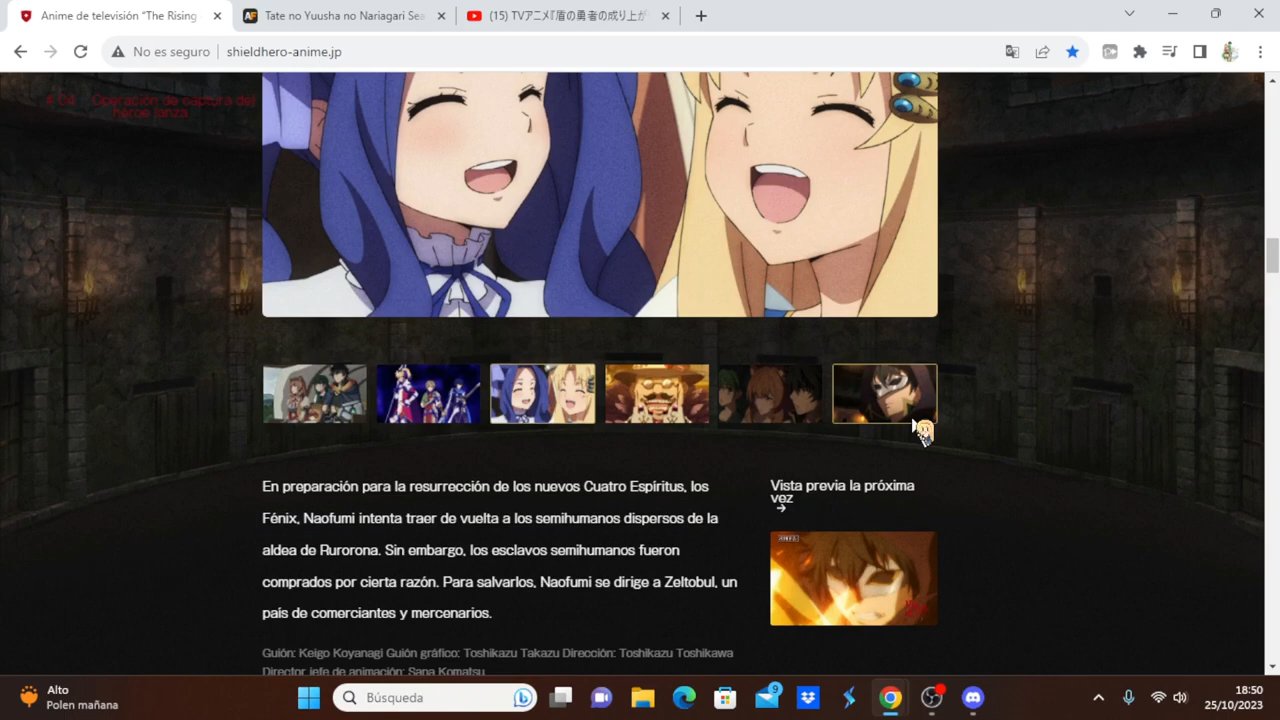 Anime de televisión "The Rising
Tate no Yuusha no Nariagari Sea
(15) TVアニメ『盾の勇者の成り上が
No es seguro
shieldhero-anime.jp
# 04 Operación de captura del
héroe lanza
En preparación para la resurrección de los nuevos Cuatro Espíritus, los
Fénix, Naofumi intenta traer de vuelta a los semihumanos dispersos de la
aldea de Rurorona. Sin embargo, los esclavos semihumanos fueron
comprados por cierta razón. Para salvarlos, Naofumi se dirige a Zeltobul, un
país de comerciantes y mercenarios.
Vista previa la próxima
vez
→
Guión: Keigo Koyanagi Guión gráfico: Toshikazu Takazu Dirección: Toshikazu Toshikawa
Director jefe de animación: Sana Komatsu
Alto
Polen mañana
Búsqueda
9
18:50
25/10/2023